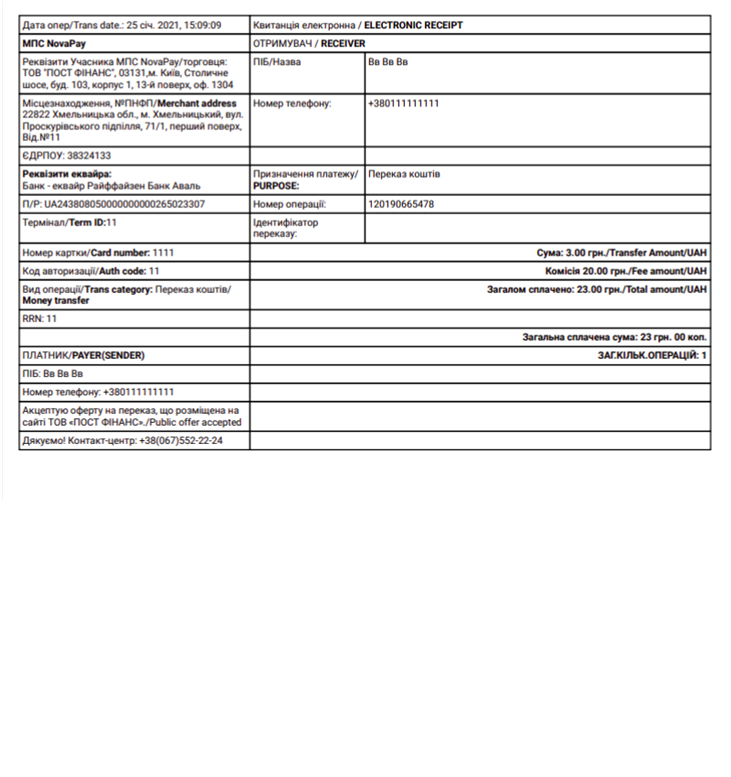 Дата опер/Trans date.: 25 січ. 2021, 15:09:09
Квитанція електронна / ELECTRONIC RECEIPT
МПС NovaPay
ОТРИМУВАЧ / RECEIVER
Реквізити Учасника МПС NovaPay/торговця:
ТОВ "ПОСТ ФІНАНС", 03131,м. Київ, Столичне
шосе, буд. 103, корпус 1, 13-й поверх, оф. 1304
ПІБ/Назва
Вв Вв Вв
Місцезнаходження, №ПНФП/Merchant address
22822 Хмельницька обл., м. Хмельницький, вул.
Проскурівського підпілля, 71/1, перший поверх,
Від.№11
Номер телефону:
+380111111111
ЄДРПОУ: 38324133
Реквізити еквайра:
Банк - еквайр Райффайзен Банк Аваль
Призначення платежу/
PURPOSE:
Переказ коштів
П/Р: UA243808050000000000265023307
Номер операції:
120190665478
Термінал/Term ID:11
Ідентифікатор
переказу:
Номер картки/Card number: 1111
Сума: 3.00 грн./Transfer Amount/UAH
Код авторизації/Auth code: 11
Комісія 20.00 грн./Fee amount/UAH
Вид операції/Trans category: Переказ коштів/
Money transfer
Загалом сплачено: 23.00 грн./Total amount/UAH
RRN: 11
Загальна сплачена сума: 23 грн. 00 коп.
ПЛАТНИК/PAYER(SENDER)
ЗАГ.КІЛЬК.ОПЕРАЦІЙ: 1
ПІБ: Вв Вв Вв
Номер телефону: +380111111111
Акцептую оферту на переказ, що розміщена на
сайті ТОВ «ПОСТ ФІНАНС»./Public offer accepted
Дякуємо! Контакт-центр: +38(067)552-22-24